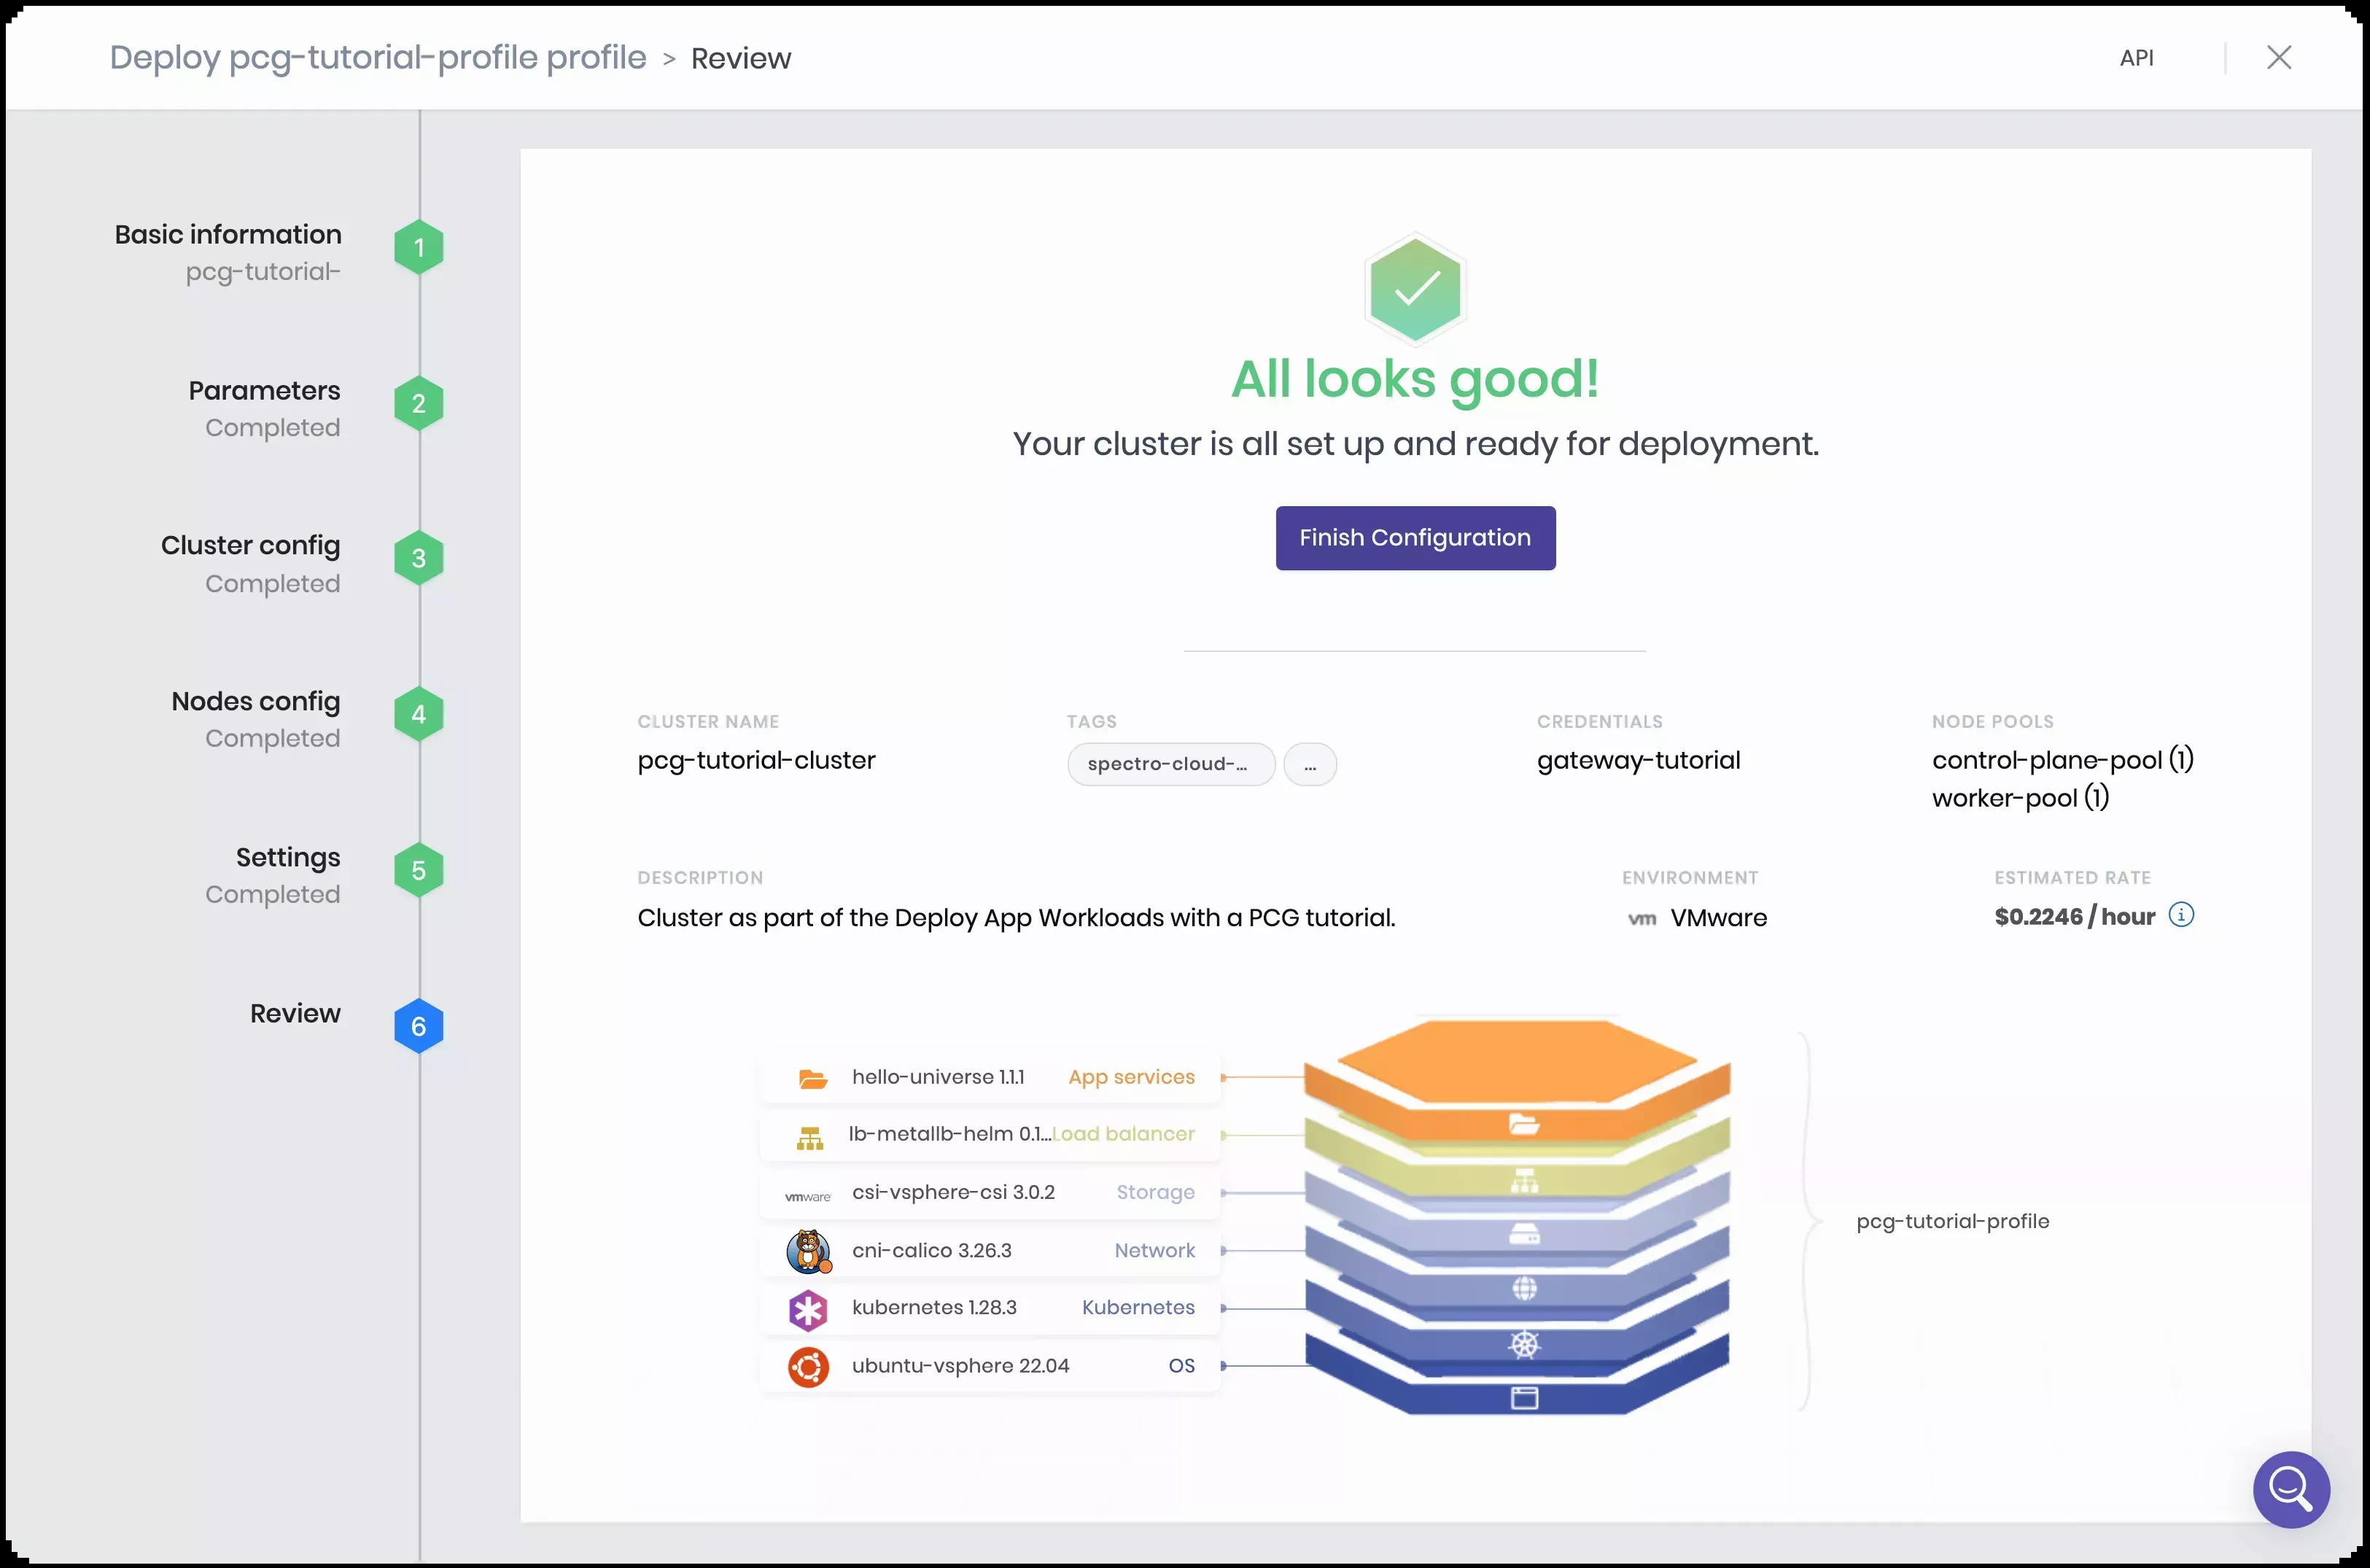 Deploy pcg-tutorial-profile profile > Review
API
Basic information
pcg-tutorial-
1
Parameters
Completed
2
Cluster config
Completed
3
Nodes config
Completed
4
Settings
Completed
5
Review
6
All looks good!
Your cluster is all set up and ready for deployment.
Finish Configuration
CLUSTER NAME
pcg-tutorial-cluster
TAGS
spectro-cloud-...
...
CREDENTIALS
gateway-tutorial
NODE POOLS
control-plane-pool (1)
worker-pool (1)
DESCRIPTION
Cluster as part of the Deploy App Workloads with a PCG tutorial.
ENVIRONMENT
vm VMware
ESTIMATED RATE
$0.2246 / hour
hello-universe 1.1.1 App services
lb-metallb-helm 0.1... Load balancer
vmware csi-vsphere-csi 3.0.2 Storage
cni-calico 3.26.3 Network
kubernetes 1.28.3 Kubernetes
ubuntu-vsphere 22.04 OS
pcg-tutorial-profile